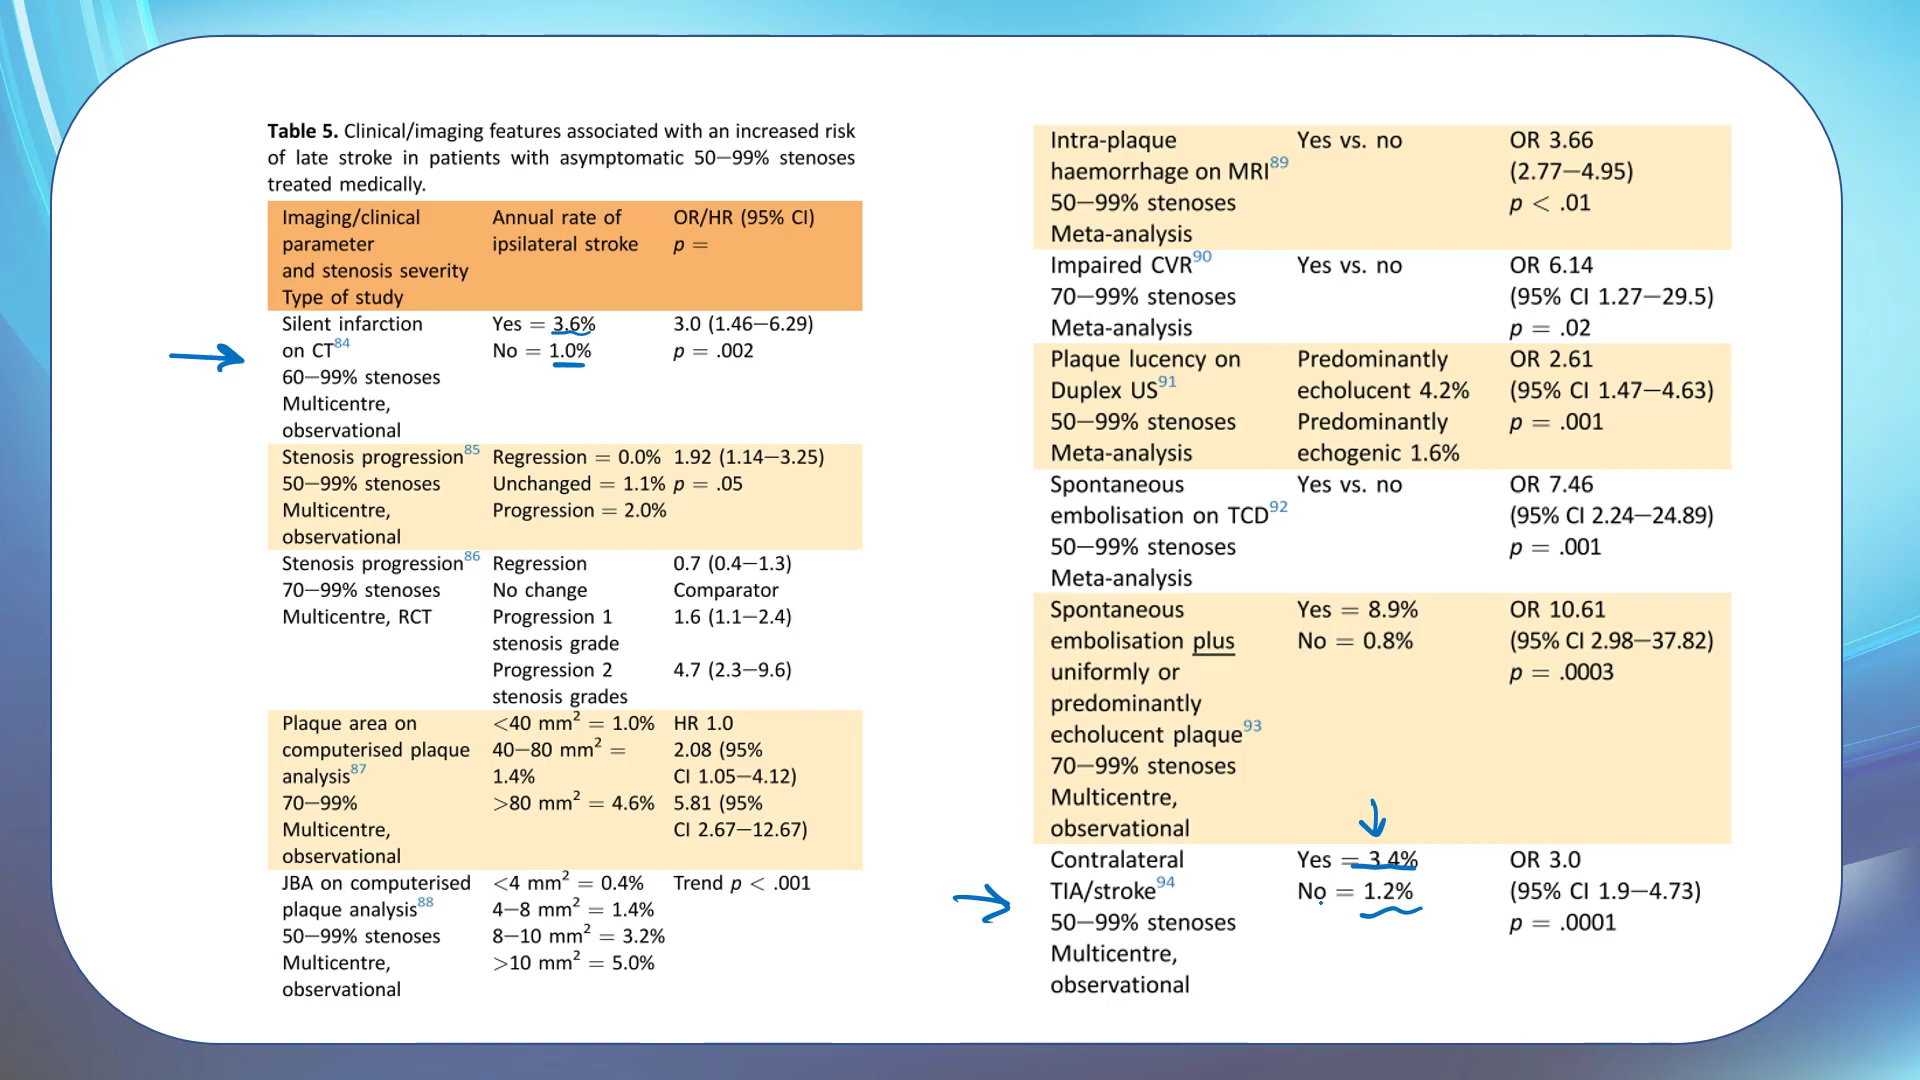 Table 5. Clinical/imaging features associated with an increased risk
of late stroke in patients with asymptomatic 50—99% stenoses
treated medically.
Imaging/clinical parameter and stenosis severity Type of study
Annual rate of ipsilateral stroke
OR/HR (95% CI) p =
Silent infarction Yes = 3.6% 3.0 (1.46—6.29)
on CT84 No = 1.0% p = .002
60—99% stenoses
Multicentre,
observational
Stenosis progression85 Regression = 0.0% 1.92 (1.14—3.25)
50—99% stenoses Unchanged = 1.1% p = .05
Multicentre, Progression = 2.0%
observational
Stenosis progression86 Regression 0.7 (0.4—1.3)
70—99% stenoses No change Comparator
Multicentre, RCT Progression 1 1.6 (1.1—2.4)
stenosis grade
Progression 2 4.7 (2.3—9.6)
stenosis grades
Plaque area on <40 mm2 = 1.0% HR 1.0
computerised plaque 40—80 mm2 = 2.08 (95%
analysis87 1.4% CI 1.05—4.12)
70—99% >80 mm2 = 4.6% 5.81 (95%
Multicentre, CI 2.67—12.67)
observational
JBA on computerised <4 mm2 = 0.4% Trend p < .001
plaque analysis88 4—8 mm2 = 1.4%
50—99% stenoses 8—10 mm2 = 3.2%
Multicentre, >10 mm2 = 5.0%
observational
Intra-plaque Yes vs. no OR 3.66
haemorrhage on MRI89 (2.77—4.95)
50—99% stenoses p < .01
Meta-analysis
Impaired CVR90 Yes vs. no OR 6.14
70—99% stenoses (95% CI 1.27—29.5)
Meta-analysis p = .02
Plaque lucency on Predominantly OR 2.61
Duplex US91 echolucent 4.2% (95% CI 1.47—4.63)
50—99% stenoses Predominantly p = .001
Meta-analysis echogenic 1.6%
Spontaneous Yes vs. no OR 7.46
embolisation on TCD92 (95% CI 2.24—24.89)
50—99% stenoses p = .001
Meta-analysis
Spontaneous Yes = 8.9% OR 10.61
embolisation plus No = 0.8% (95% CI 2.98—37.82)
uniformly or p = .0003
predominantly
echolucent plaque93
70—99% stenoses
Multicentre,
observational
Contralateral Yes = 3.4% OR 3.0
TIA/stroke94 No = 1.2% (95% CI 1.9—4.73)
50—99% stenoses p = .0001
Multicentre,
observational